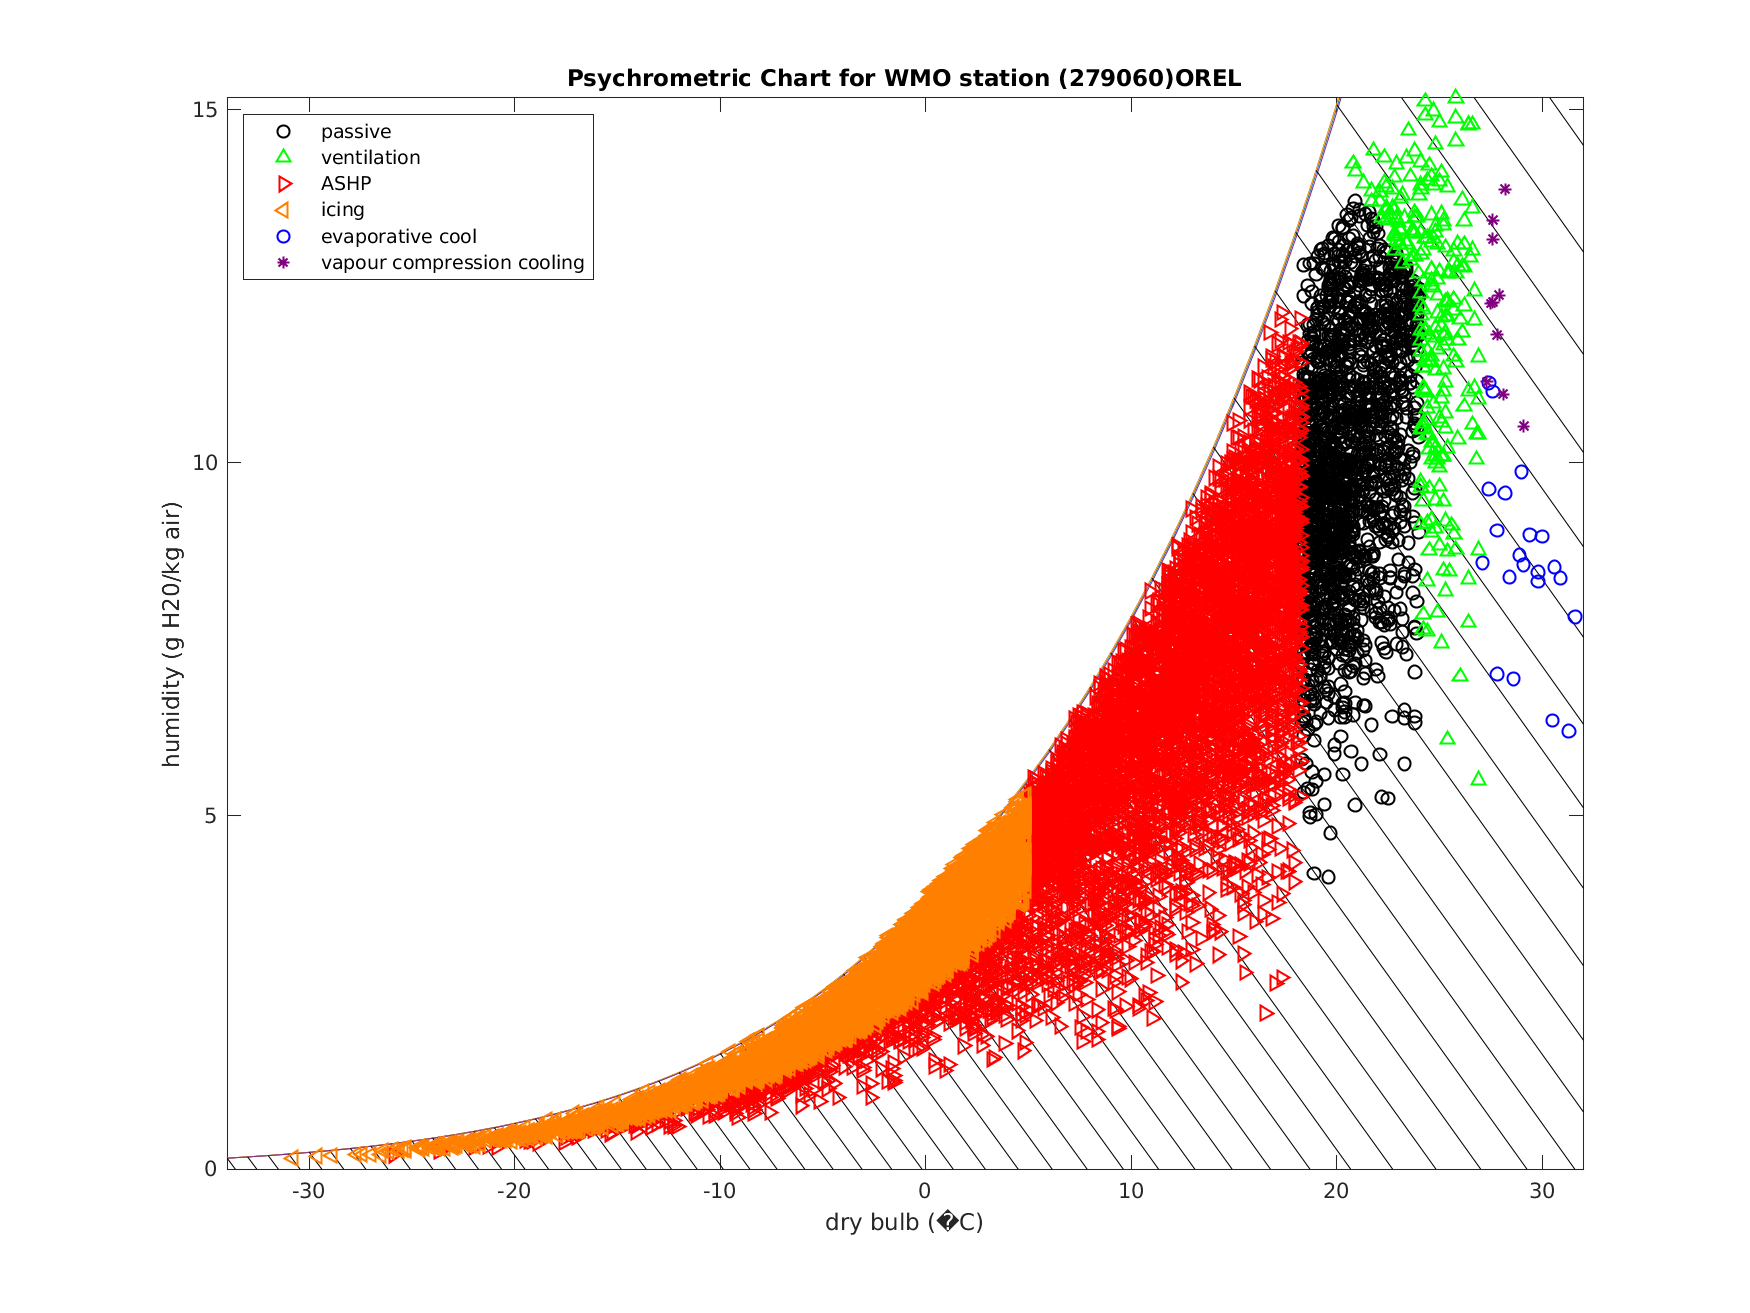 Psychrometric Chart for WMO station (279060)OREL
passive
ventilation
ASHP
icing
evaporative cool
vapour compression cooling
humidity (g H20/kg air)
15
10
5
0
-30 -20 -10 0 10 20 30
dry bulb (�C)